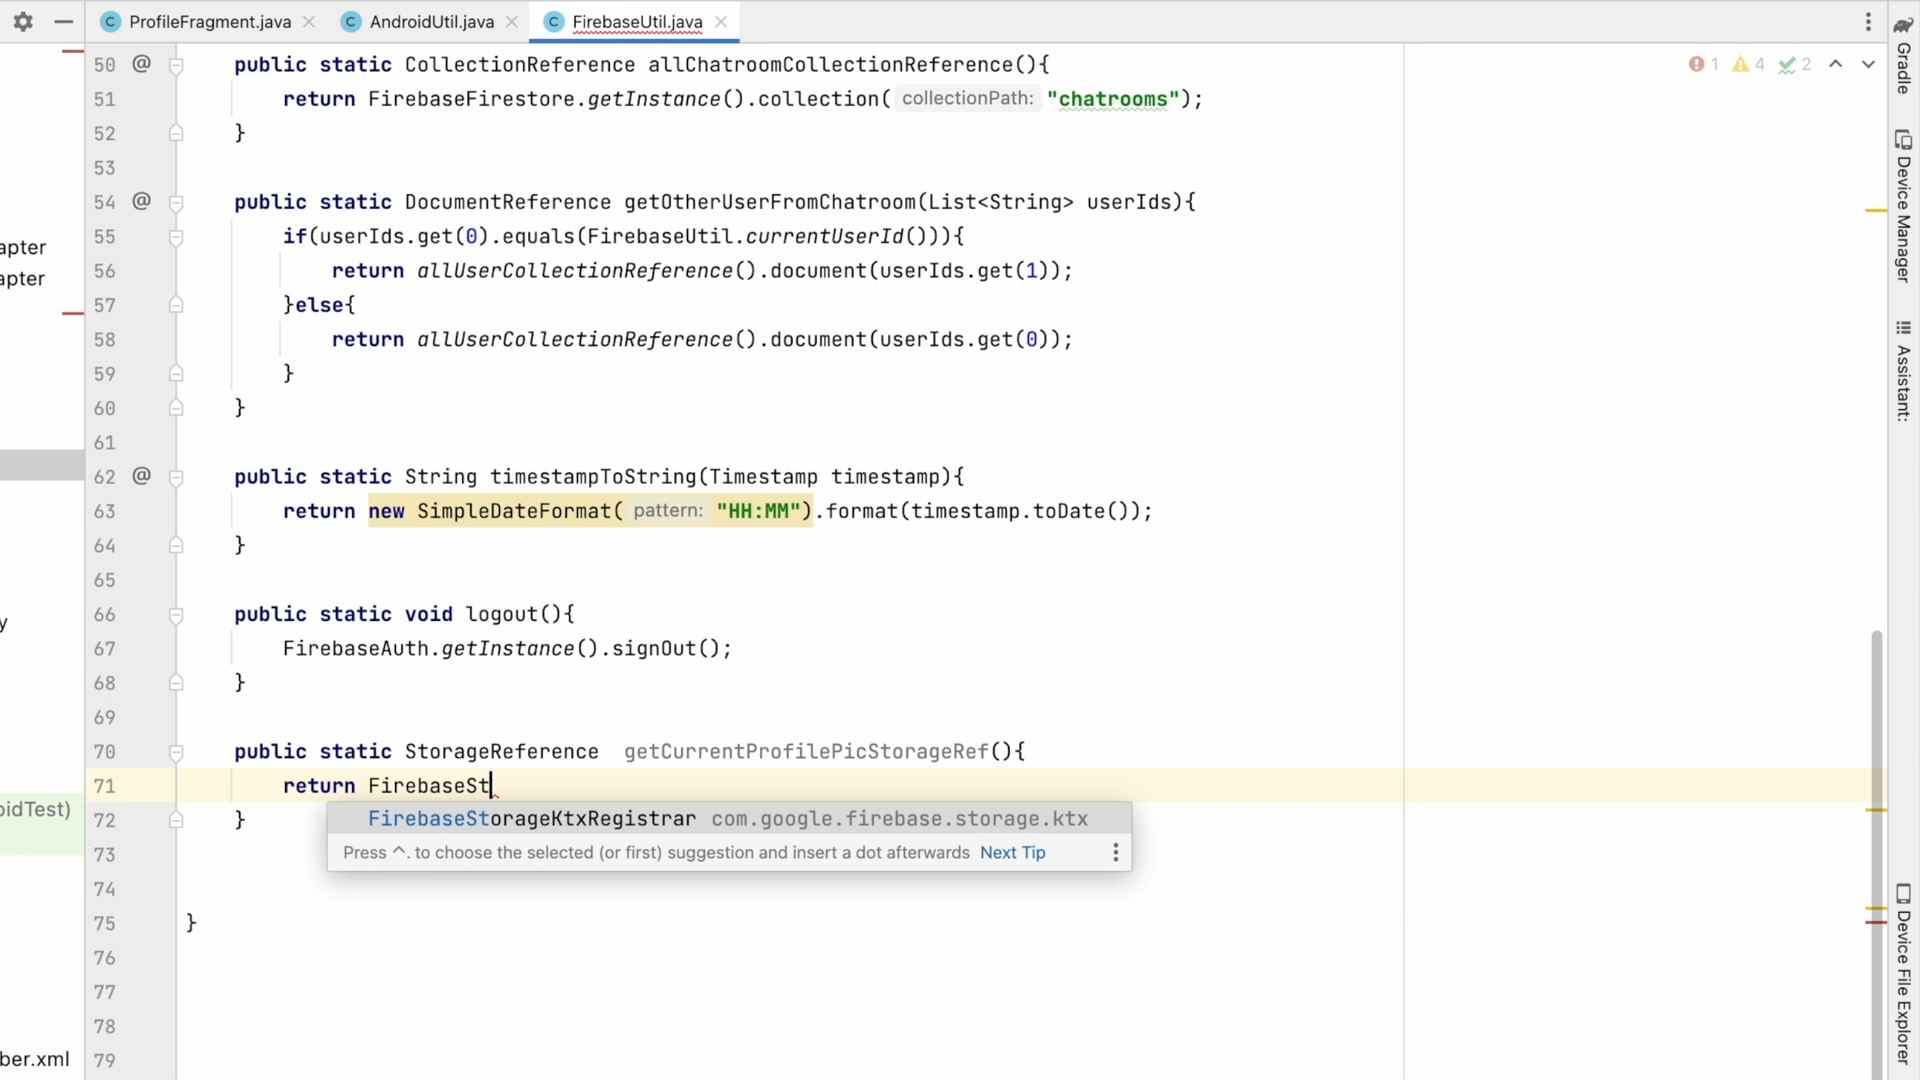 ProfileFragment.java AndroidUtil.java FirebaseUtil.java
50 @ public static CollectionReference allChatroomCollectionReference(){
1 4 2
51 return FirebaseFirestore.getInstance().collection( collectionPath: "chatrooms");
52 }
53
54 @ public static DocumentReference getOtherUserFromChatroom(List<String> userIds){
55 if(userIds.get(0).equals(FirebaseUtil.currentUserId())){
56 return allUserCollectionReference().document(userIds.get(1));
57 }else{
58 return allUserCollectionReference().document(userIds.get(0));
59 }
60 }
61
62 @ public static String timestampToString(Timestamp timestamp){
63 return new SimpleDateFormat( pattern: "HH:MM").format(timestamp.toDate());
64 }
65
66 public static void logout(){
67 FirebaseAuth.getInstance().signOut();
68 }
69
70 public static StorageReference getCurrentProfilePicStorageRef(){
71 return FirebaseSt
72 }
FirebaseStorageKtxRegistrar com.google.firebase.storage.ktx
Press ^. to choose the selected (or first) suggestion and insert a dot afterwards Next Tip
73
74
75 }
76
77
78
79
apter
apter
y
oidTest)
ber.xml
Gradle
Device Manager
Assistant:
Device File Explorer